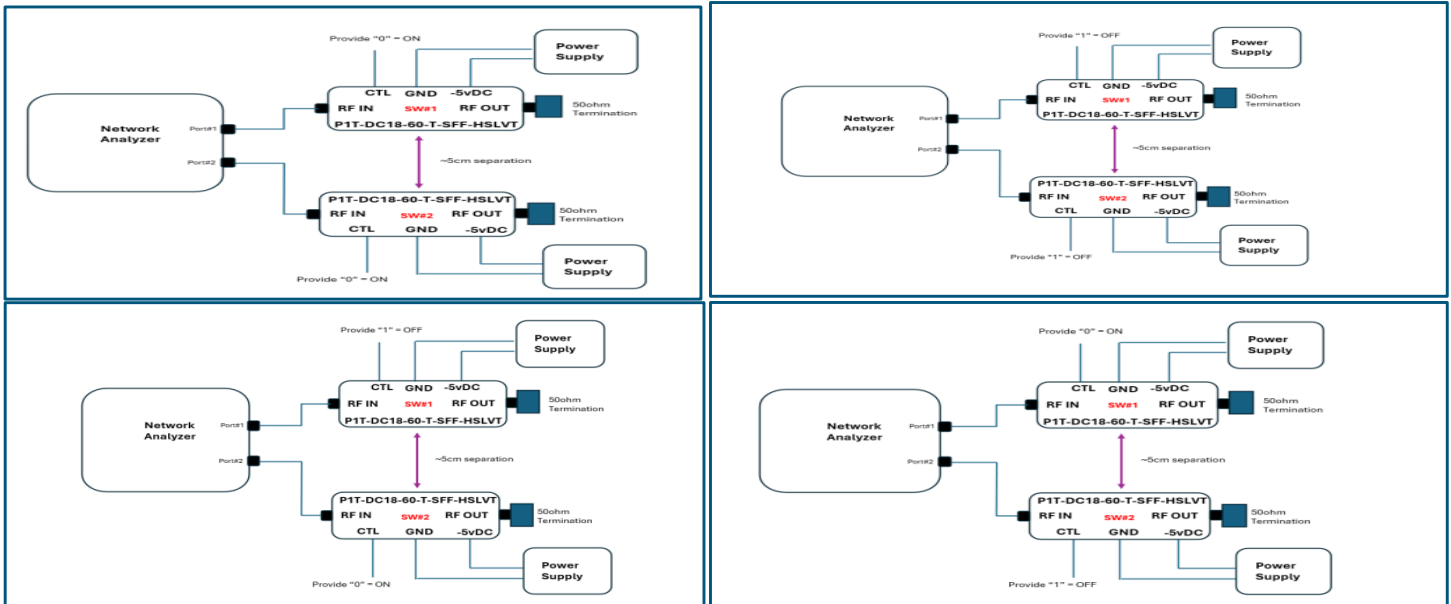 Provide "0" = ON
Power
Supply
CTL GND -5vDC
RF IN SW#1 RF OUT
P1T-DC18-60-T-SFF-HSLVT
50ohm
Termination
Network
Analyzer
Port#1
Port#2
~5cm separation
P1T-DC18-60-T-SFF-HSLVT
RF IN SW#2 RF OUT
CTL GND -5vDC
50ohm
Termination
Power
Supply
Provide "0" = ON
Provide "1" = OFF
Power
Supply
CTL GND -5vDC
RF IN SW#1 RF OUT
P1T-DC18-60-T-SFF-HSLVT
50ohm
Termination
Network
Analyzer
Port#1
Port#2
~5cm separation
P1T-DC18-60-T-SFF-HSLVT
RF IN SW#2 RF OUT
CTL GND -5vDC
50ohm
Termination
Power
Supply
Provide "1" = OFF
Provide "1" = OFF
Power
Supply
CTL GND -5vDC
RF IN SW#1 RF OUT
P1T-DC18-60-T-SFF-HSLVT
50ohm
Termination
Network
Analyzer
Port#1
Port#2
~5cm separation
P1T-DC18-60-T-SFF-HSLVT
RF IN SW#2 RF OUT
CTL GND -5vDC
50ohm
Termination
Power
Supply
Provide "0" = ON
Provide "0" = ON
Power
Supply
CTL GND -5vDC
RF IN SW#1 RF OUT
P1T-DC18-60-T-SFF-HSLVT
50ohm
Termination
Network
Analyzer
Port#1
Port#2
~5cm separation
P1T-DC18-60-T-SFF-HSLVT
RF IN SW#2 RF OUT
CTL GND -5vDC
50ohm
Termination
Power
Supply
Provide "1" = OFF